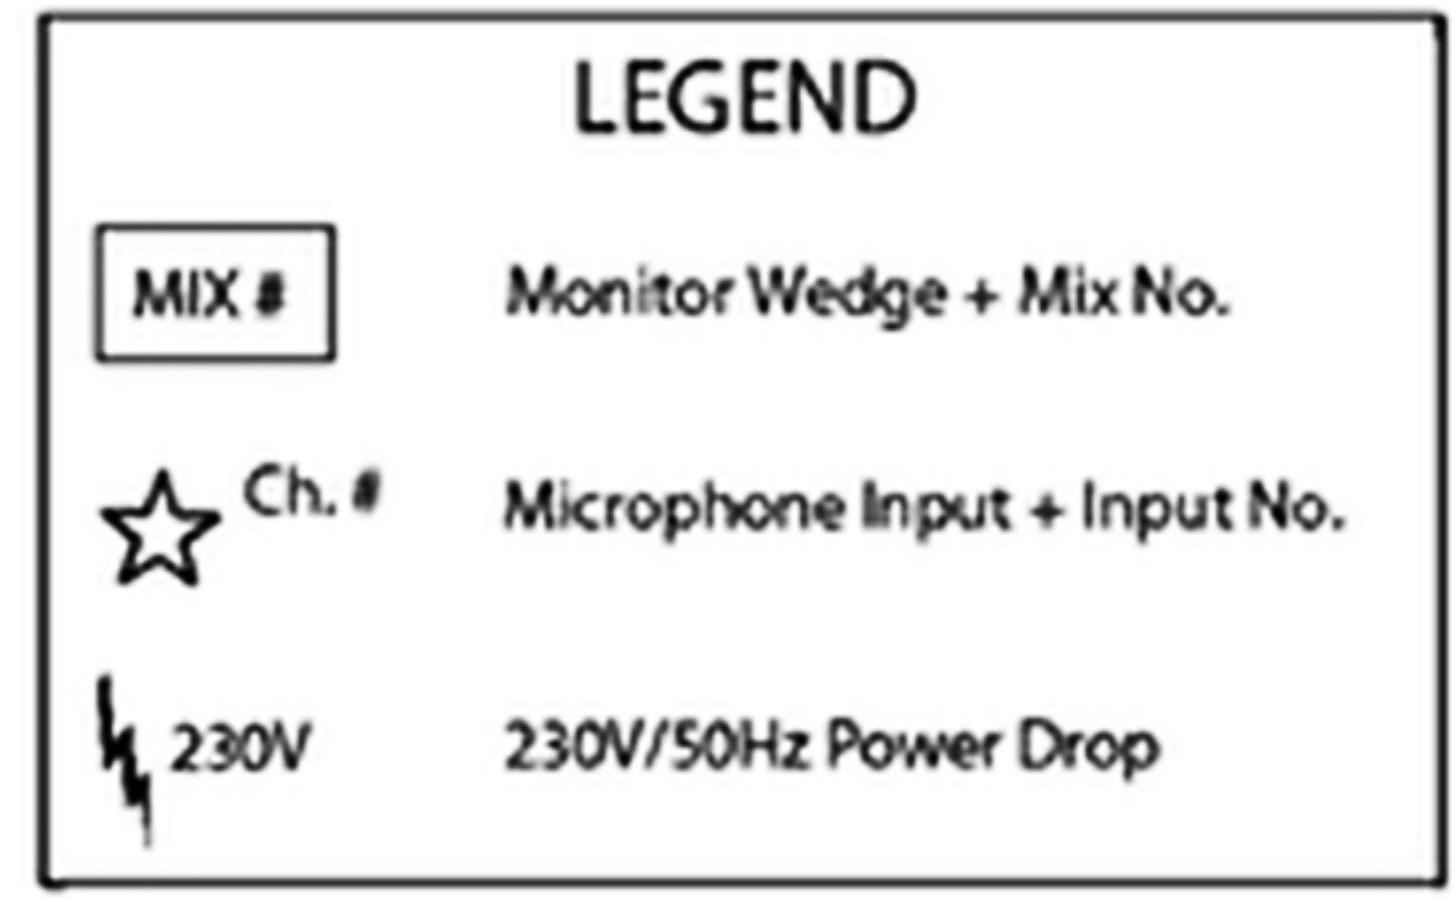 LEGEND
MIX # Monitor Wedge + Mix No.
Ch. # Microphone Input + Input No.
230V 230V/50Hz Power Drop